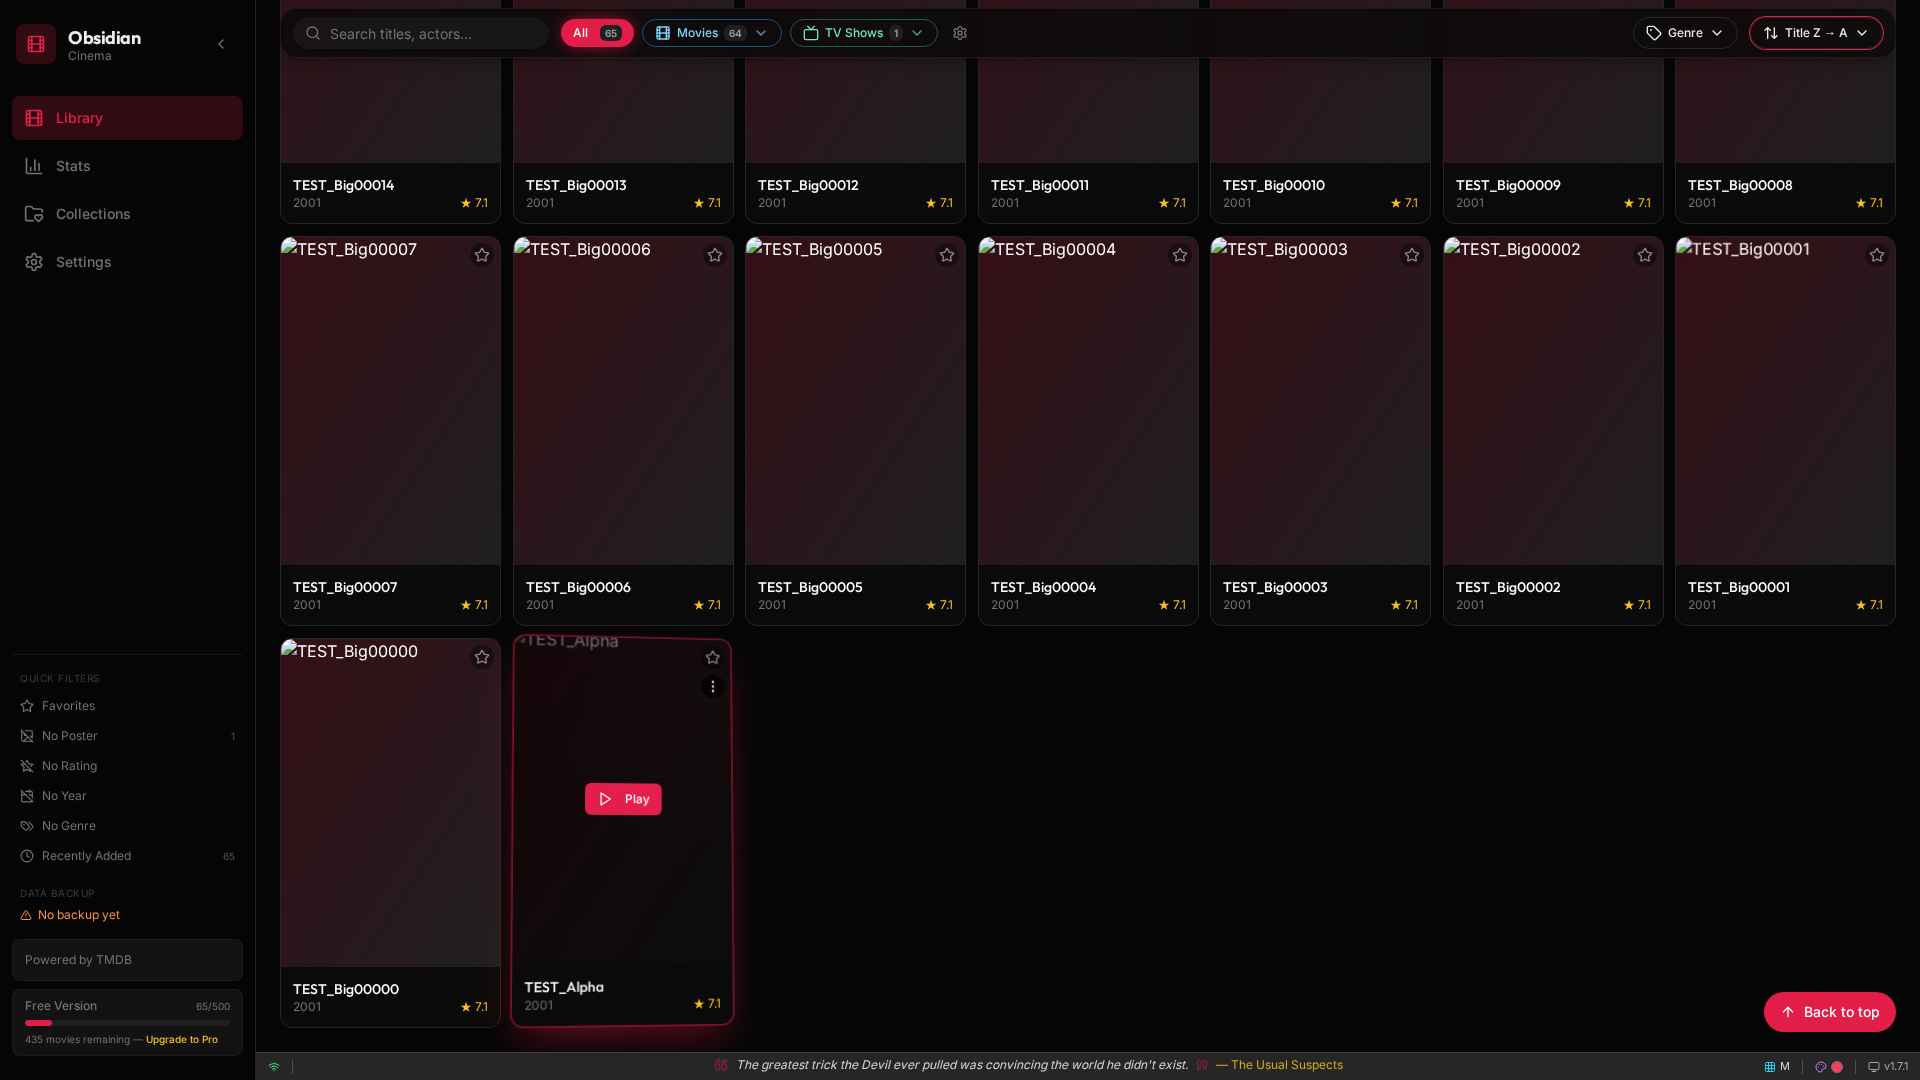 Obsidian
Cinema
Library
Stats
Collections
Settings
QUICK FILTERS
Favorites
No Poster 1
No Rating
No Year
No Genre
Recently Added 65
DATA BACKUP
No backup yet
Powered by TMDB
Free Version 65/500
435 movies remaining — Upgrade to Pro
Search titles, actors...
All 65
Movies 64
TV Shows 1
Genre
Title Z → A
TEST_Big00014
2001 ★ 7.1
TEST_Big00013
2001 ★ 7.1
TEST_Big00012
2001 ★ 7.1
TEST_Big00011
2001 ★ 7.1
TEST_Big00010
2001 ★ 7.1
TEST_Big00009
2001 ★ 7.1
TEST_Big00008
2001 ★ 7.1
TEST_Big00007
TEST_Big00007
2001 ★ 7.1
TEST_Big00006
TEST_Big00006
2001 ★ 7.1
TEST_Big00005
TEST_Big00005
2001 ★ 7.1
TEST_Big00004
TEST_Big00004
2001 ★ 7.1
TEST_Big00003
TEST_Big00003
2001 ★ 7.1
TEST_Big00002
TEST_Big00002
2001 ★ 7.1
TEST_Big00001
TEST_Big00001
2001 ★ 7.1
TEST_Big00000
TEST_Big00000
2001 ★ 7.1
TEST_Alpha
Play
TEST_Alpha
2001 ★ 7.1
Back to top
The greatest trick the Devil ever pulled was convincing the world he didn't exist. — The Usual Suspects
M
v1.7.1